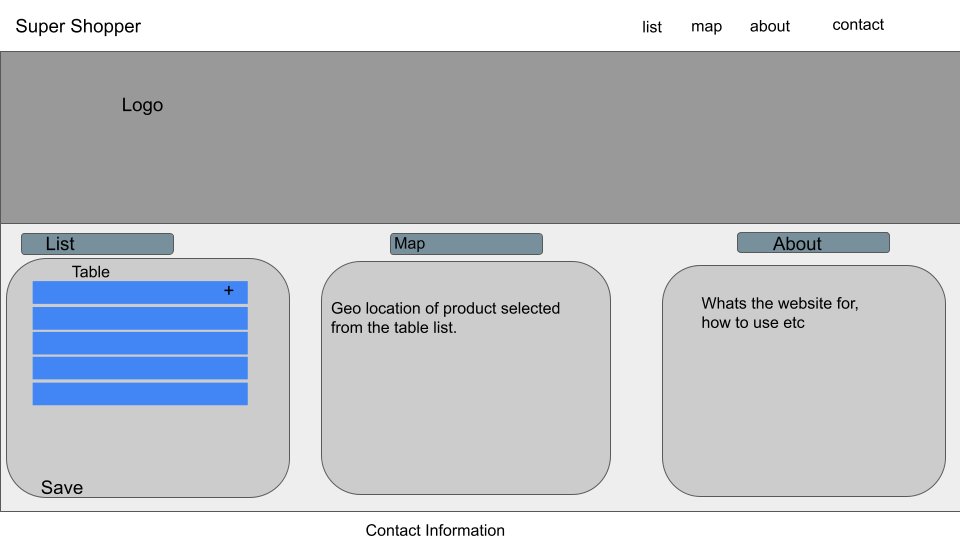 Super Shopper
list
map
about
contact
Logo
List
Map
About
Table
+
Geo location of product selected
from the table list.
Whats the website for,
how to use etc
Save
Contact Information